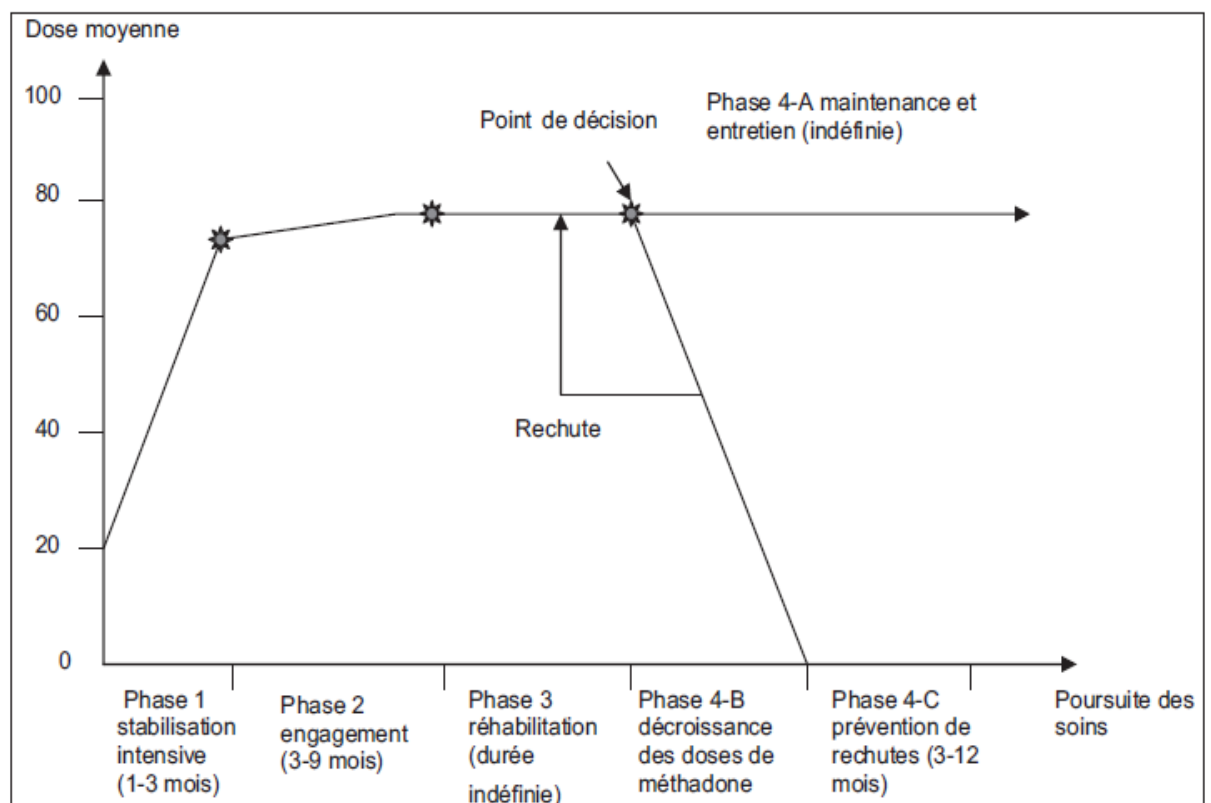 Dose moyenne
100
80
60
40
20
0
Point de décision
Phase 4-A maintenance et
entretien (indéfinie)
Rechute
Phase 1
stabilisation
intensive
(1-3 mois)
Phase 2
engagement
(3-9 mois)
Phase 3
réhabilitation
(durée
indéfinie)
Phase 4-B
décroissance
des doses de
méthadone
Phase 4-C
prévention de
rechutes (3-12
mois)
Poursuite des
soins